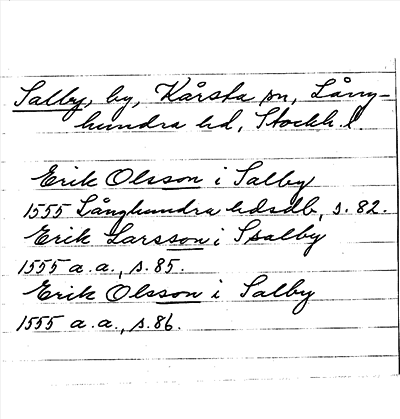 Salby, by, Kårsta sn, Lång-
hundra hd, Stockh. l.
Erik Olsson i Salby
1555 Långhundra hdsdb, s. 82.
Erik Larsson i Ssalby
1555 a.a., s. 85.
Erik Olsson i Salby
1555 a.a., s. 86.